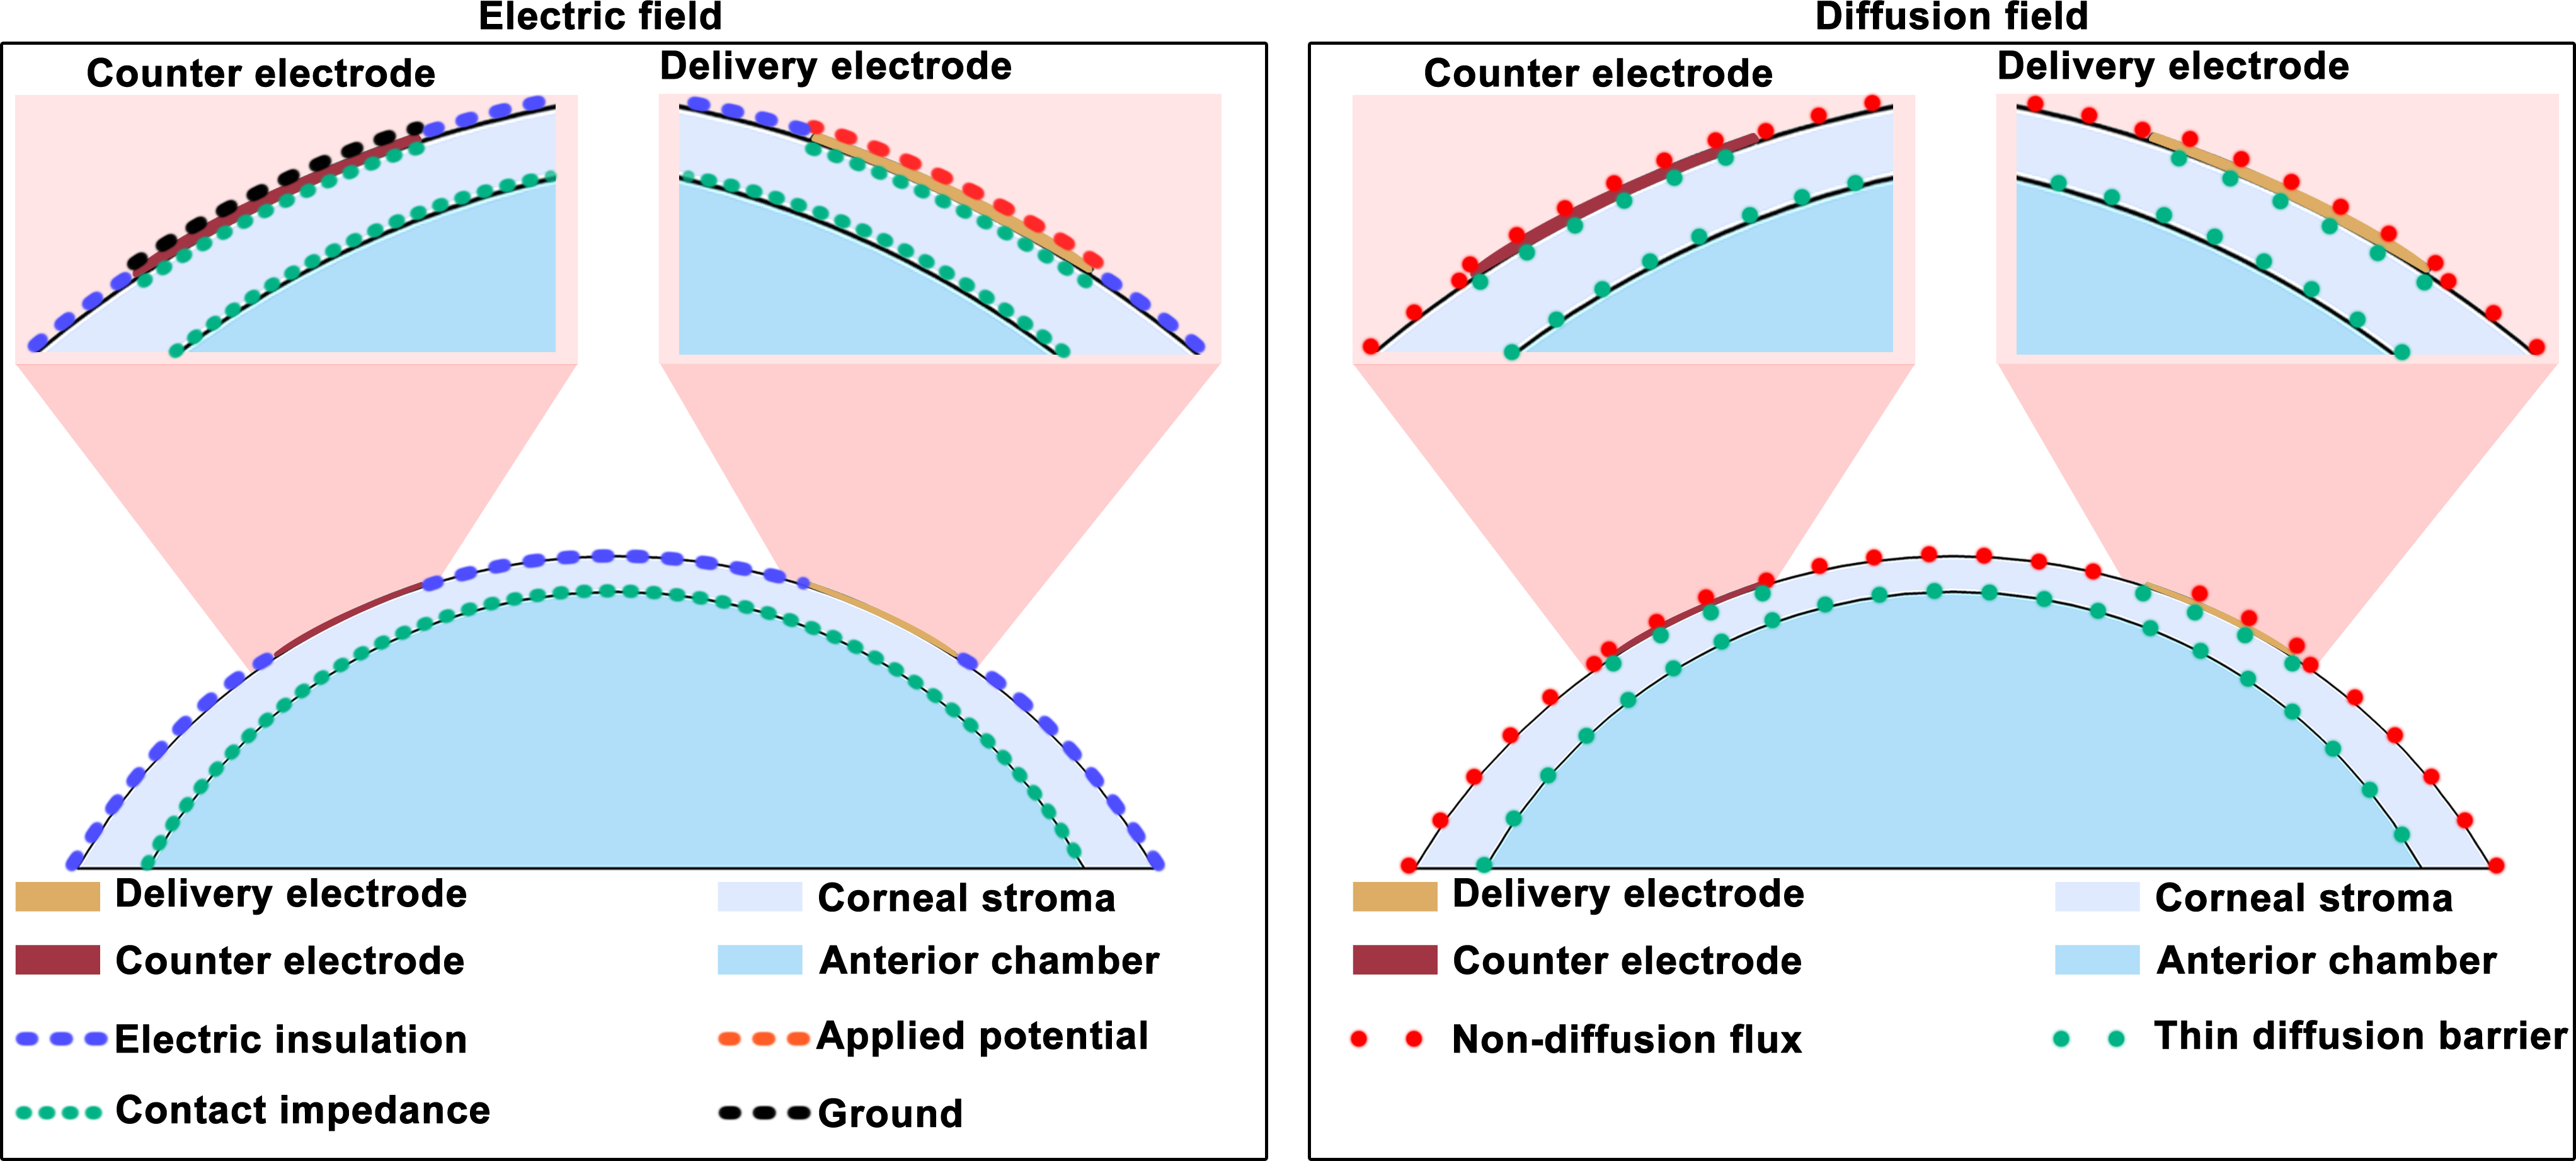 Electric field
Counter electrode
Delivery electrode
Delivery electrode
Corneal stroma
Counter electrode
Anterior chamber
Electric insulation
Applied potential
Contact impedance
Ground
Diffusion field
Counter electrode
Delivery electrode
Delivery electrode
Corneal stroma
Counter electrode
Anterior chamber
Non-diffusion flux
Thin diffusion barrier